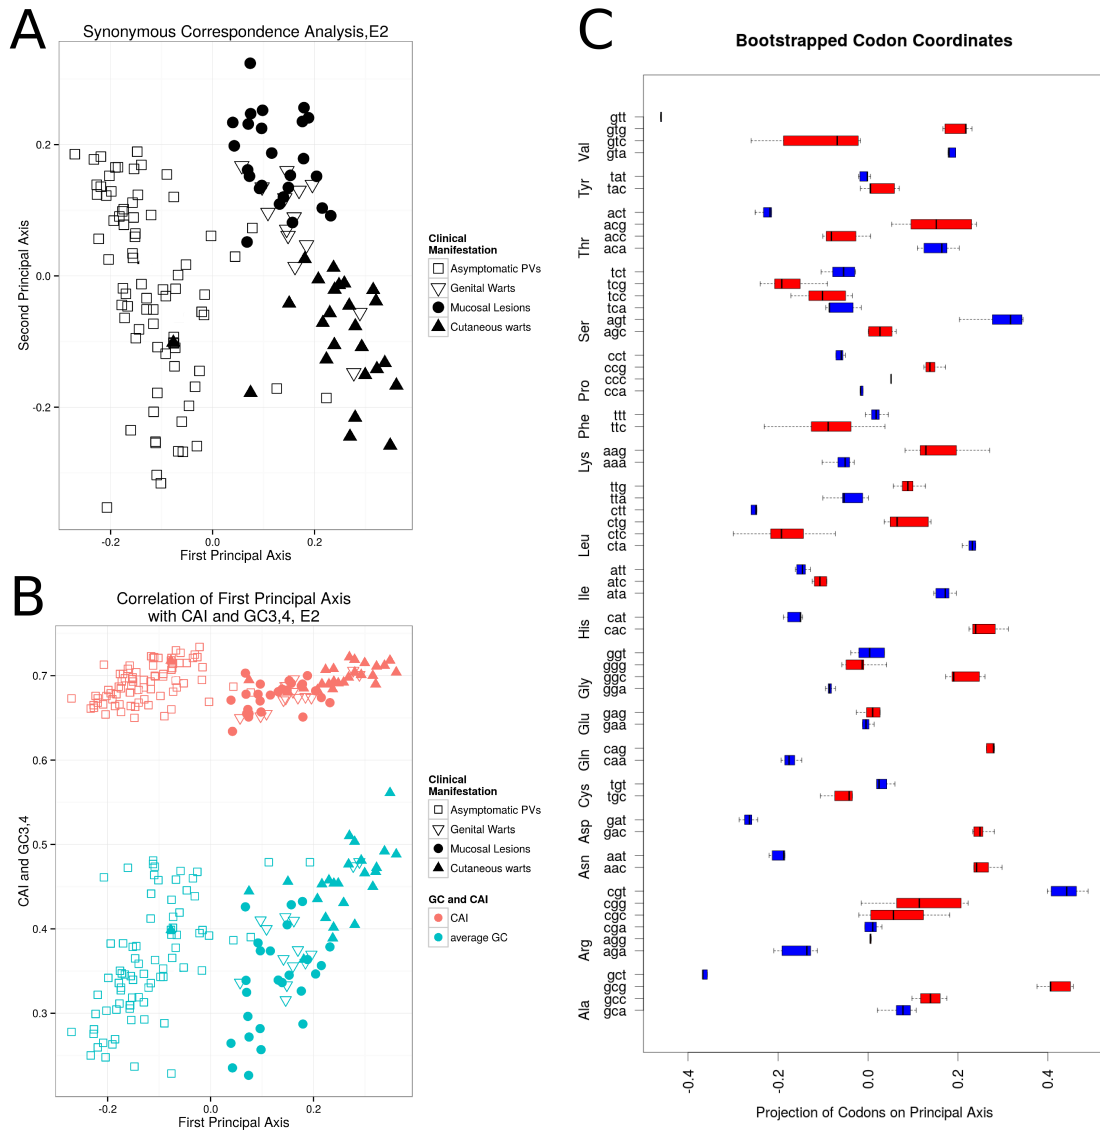 A
Synonymous Correspondence Analysis,E2
0.2
0.0
-0.2
Second Principal Axis
-0.2
0.0
0.2
First Principal Axis
Clinical
Manifestation
Asymptomatic PVs
Genital Warts
Mucosal Lesions
Cutaneous warts
B
Correlation of First Principal Axis
with CAI and GC3,4, E2
0.7
0.6
0.5
0.4
0.3
CAI and GC3,4
-0.2
0.0
0.2
First Principal Axis
Clinical
Manifestation
Asymptomatic PVs
Genital Warts
Mucosal Lesions
Cutaneous warts
GC and CAI
CAI
average GC
C
Bootstrapped Codon Coordinates
Val
gtt
gtg
gtc
gta
Tyr
tat
tac
Thr
act
acg
acc
aca
Ser
tct
tcg
tcc
tca
agt
agc
Pro
cct
ccg
ccc
cca
Phe
ttt
ttc
Lys
aag
aaa
Leu
ttg
tta
ctt
ctg
ctc
cta
Ile
att
atc
ata
His
cat
cac
Gly
ggt
ggg
ggc
gga
Glu
gag
gaa
Gln
cag
caa
Cys
tgt
tgc
Asp
gat
gac
Asn
aat
aac
Arg
cgt
cgg
cgc
cga
agg
aga
Ala
gct
gcg
gcc
gca
-0.4
-0.2
0.0
0.2
0.4
Projection of Codons on Principal Axis